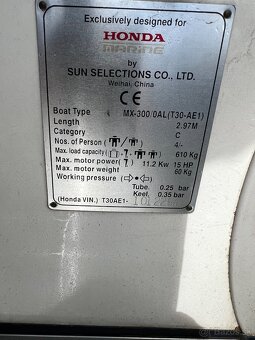 Exclusively designed for
HONDA
MARINE
by
SUN SELECTIONS CO., LTD.
Weihai, China
CE
Boat Type MX-300/0AL(T30-AE1)
Length 2.97M
Category C
Nos. of Person ( / ) 4/-
Max. load capacity ( + + ) 610 Kg
Max. motor power ( ) 11.2 Kw 15 HP
Max. motor weight 60 Kg
Working pressure ( ) Tube. 0.25 bar
Keel. 0.35 bar
(Honda VIN.) T30AE1-